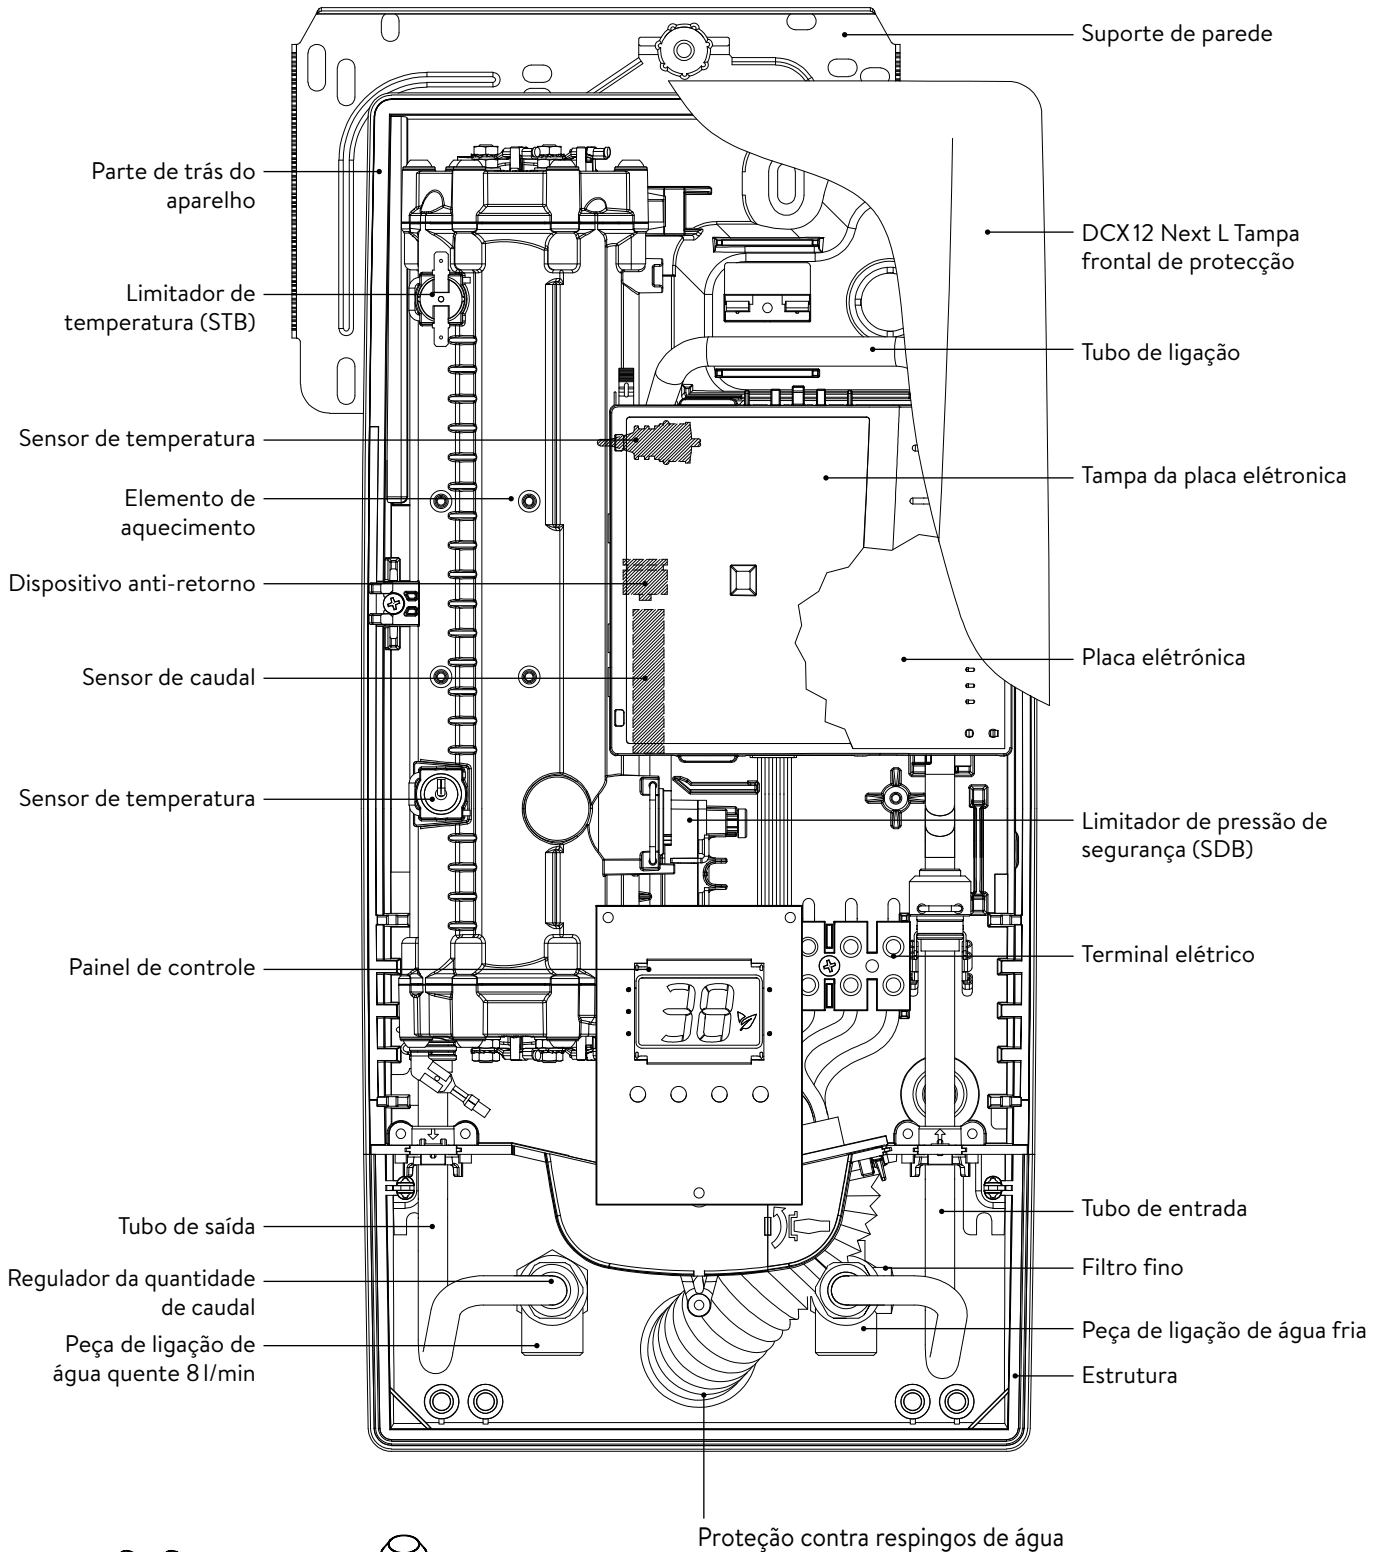 Suporte de parede
Parte de trás do
aparelho
DCX12 Next L Tampa
frontal de protecção
Limitador de
temperatura (STB)
Tubo de ligação
Sensor de temperatura
Tampa da placa elétronica
Elemento de
aquecimento
Dispositivo anti-retorno
Placa elétrónica
Sensor de caudal
Sensor de temperatura
Limitador de pressão de
segurança (SDB)
Painel de controle
Terminal elétrico
38
Tubo de saída
Tubo de entrada
Regulador da quantidade
de caudal
Filtro fino
Peça de ligação de
água quente 8 l/min
Peça de ligação de água fria
Estrutura
Proteção contra respingos de água